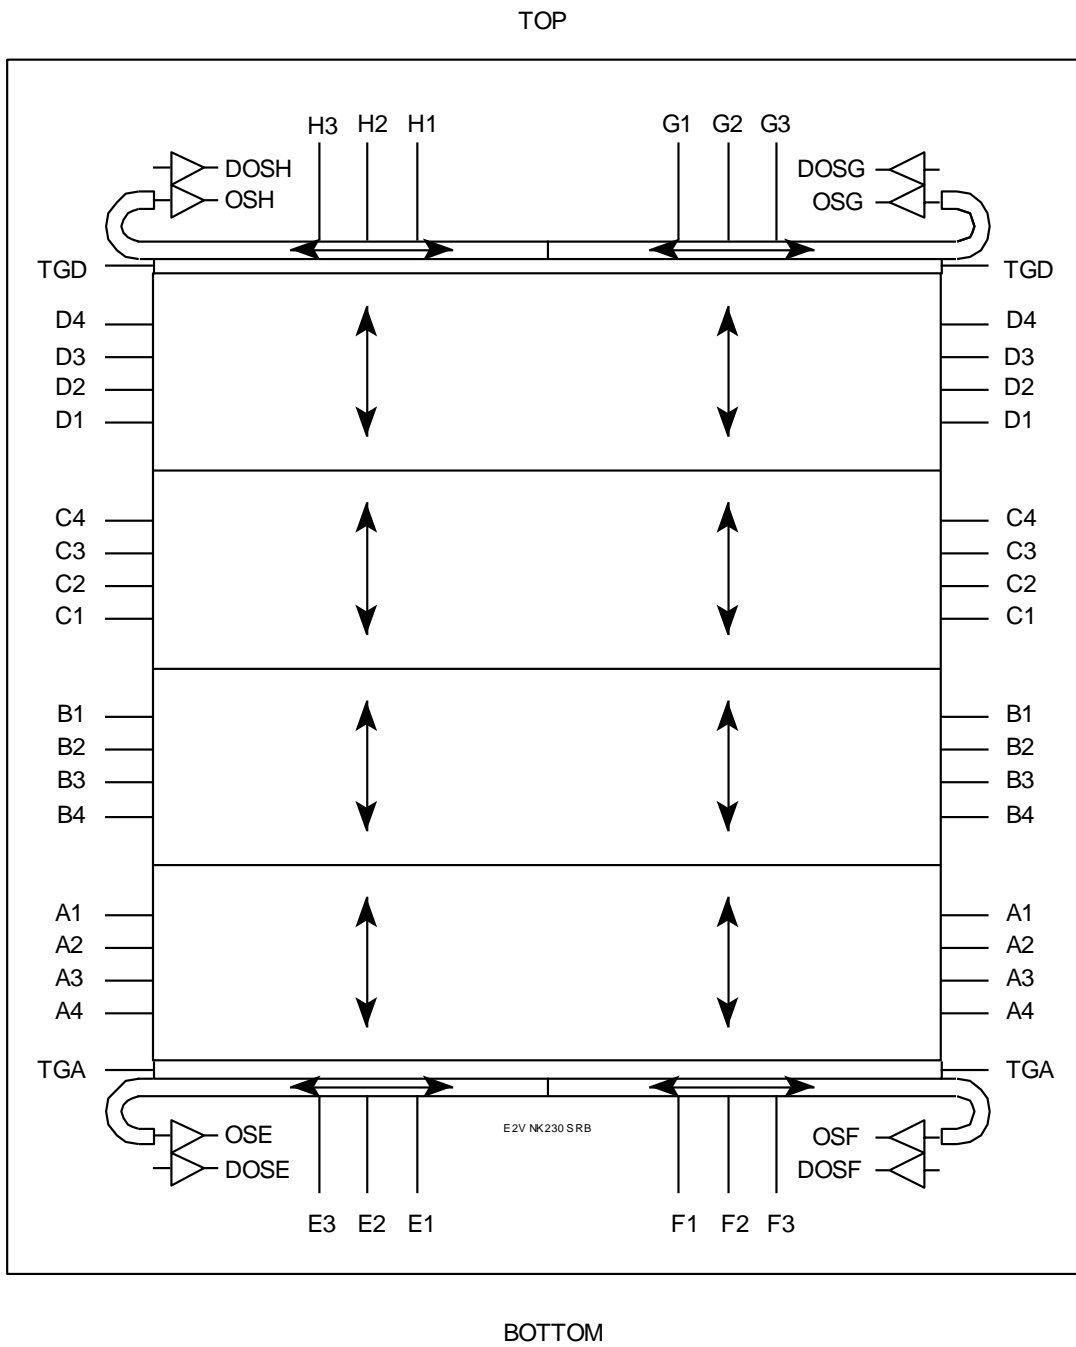 TOP
H3 H2 H1 G1 G2 G3
DOSH DOSG
OSH OSG
TGD TGD
D4 D4
D3 D3
D2 D2
D1 D1
C4 C4
C3 C3
C2 C2
C1 C1
B1 B1
B2 B2
B3 B3
B4 B4
A1 A1
A2 A2
A3 A3
A4 A4
TGA TGA
E2V NK230 SRB
OSE OSF
DOSE DOSF
E3 E2 E1 F1 F2 F3
BOTTOM